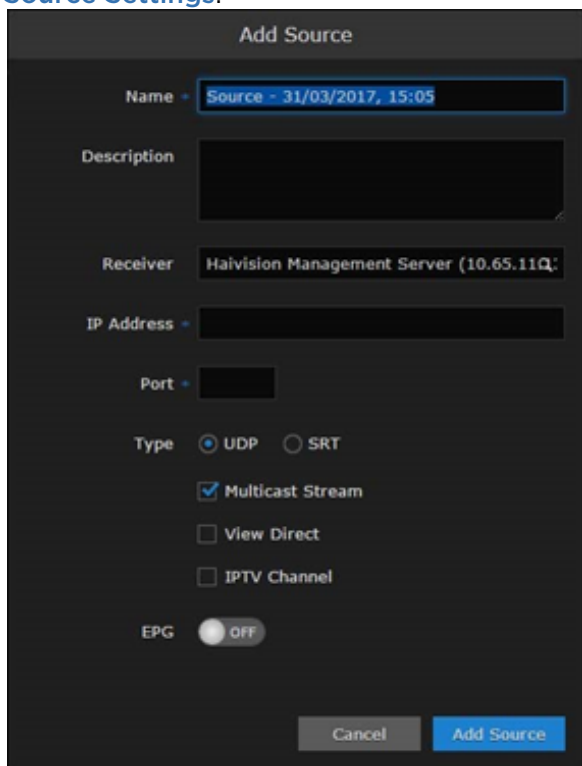 Source Settings.
Add Source
Name * Source - 31/03/2017, 15:05
Description
Receiver Haivision Management Server (10.65.110.
IP Address *
Port *
Type UDP SRT
Multicast Stream
View Direct
IPTV Channel
EPG OFF
Cancel Add Source